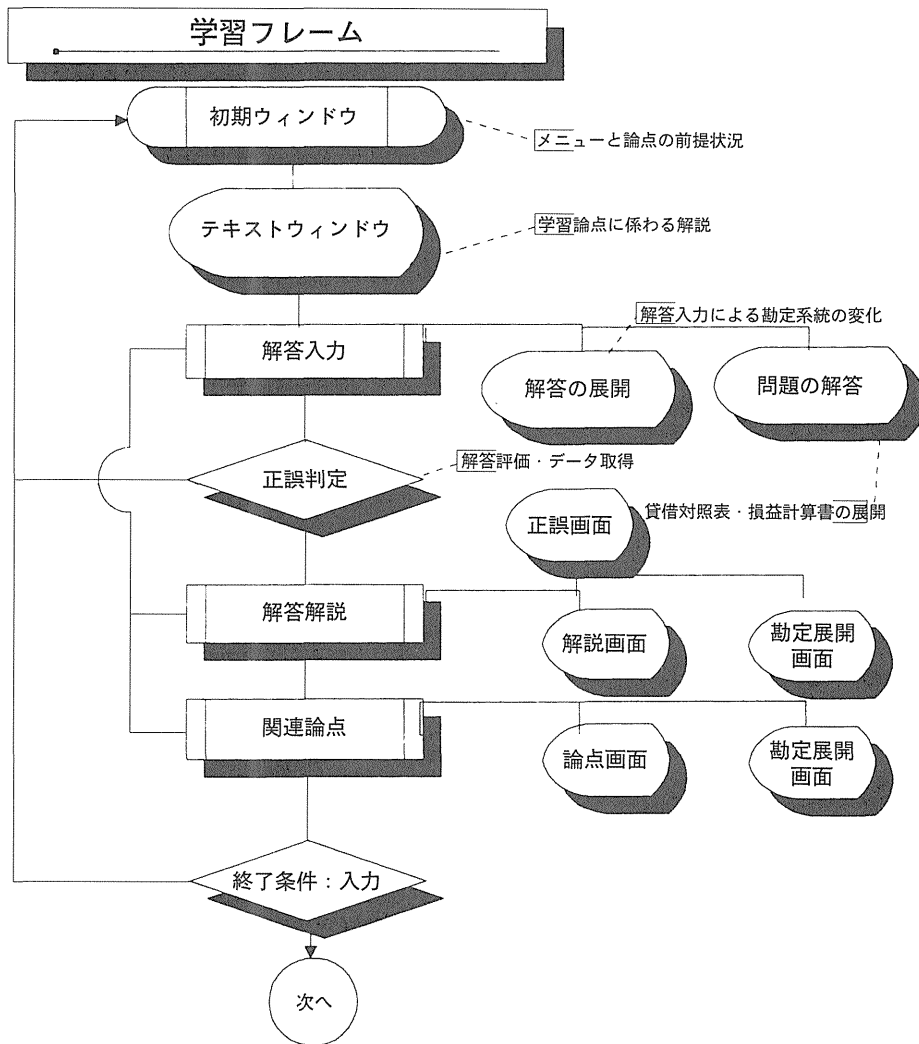 学習フレーム
初期ウィンドウ
メニューと論点の前提状況
テキストウィンドウ
学習論点に係わる解説
解答入力
解答入力による勘定系統の変化
解答の展開
問題の解答
正誤判定
解答評価・データ取得
貸借対照表・損益計算書の展開
正誤画面
解答解説
解説画面
勘定展開
画面
関連論点
論点画面
勘定展開
画面
終了条件：入力
次へ